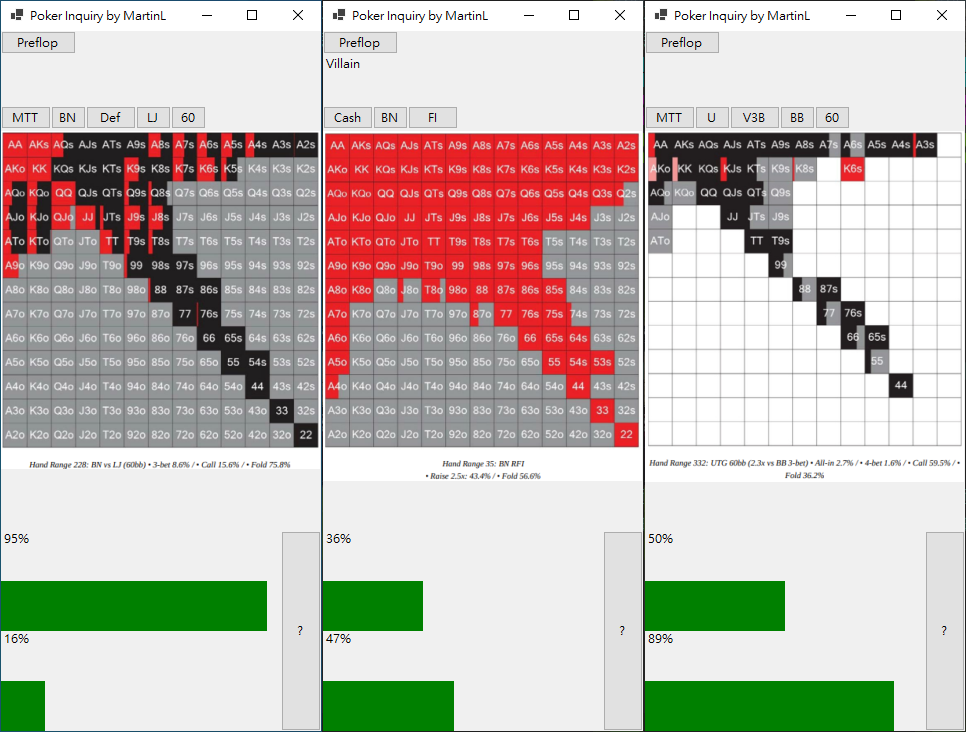 Poker Inquiry by MartinL
Preflop
MTT BN Def LJ 60
AA AKs AQs AJs ATs A9s A8s A7s A6s A5s A4s A3s A2s
AKo KK KQs KJs KTs K9s K8s K7s K6s K5s K4s K3s K2s
AQo KQo QQ QJs QTs Q9s Q8s Q7s Q6s Q5s Q4s Q3s Q2s
AJo KJo QJo JJ JTs J9s J8s J7s J6s J5s J4s J3s J2s
ATo KTo QTo JTo TT T9s T8s T7s T6s T5s T4s T3s T2s
A9o K9o Q9o J9o T9o 99 98s 97s 96s 95s 94s 93s 92s
A8o K8o Q8o J8o T8o 98o 88 87s 86s 85s 84s 83s 82s
A7o K7o Q7o J7o T7o 97o 87o 77 76s 75s 74s 73s 72s
A6o K6o Q6o J6o T6o 96o 86o 76o 66 65s 64s 63s 62s
A5o K5o Q5o J5o T5o 95o 85o 75o 65o 55 54s 53s 52s
A4o K4o Q4o J4o T4o 94o 84o 74o 64o 54o 44 43s 42s
A3o K3o Q3o J3o T3o 93o 83o 73o 63o 53o 43o 33 32s
A2o K2o Q2o J2o T2o 92o 82o 72o 62o 52o 42o 32o 22
Hand Range 228: BN vs LJ (60bb) • 3-bet 8.6% / • Call 15.6% / • Fold 75.8%
95%
?
16%
Poker Inquiry by MartinL
Preflop
Villain
Cash BN FI
AA AKs AQs AJs ATs A9s A8s A7s A6s A5s A4s A3s A2s
AKo KK KQs KJs KTs K9s K8s K7s K6s K5s K4s K3s K2s
AQo KQo QQ QJs QTs Q9s Q8s Q7s Q6s Q5s Q4s Q3s Q2s
AJo KJo QJo JJ JTs J9s J8s J7s J6s J5s J4s J3s J2s
ATo KTo QTo JTo TT T9s T8s T7s T6s T5s T4s T3s T2s
A9o K9o Q9o J9o T9o 99 98s 97s 96s 95s 94s 93s 92s
A8o K8o Q8o J8o T8o 98o 88 87s 86s 85s 84s 83s 82s
A7o K7o Q7o J7o T7o 97o 87o 77 76s 75s 74s 73s 72s
A6o K6o Q6o J6o T6o 96o 86o 76o 66 65s 64s 63s 62s
A5o K5o Q5o J5o T5o 95o 85o 75o 65o 55 54s 53s 52s
A4o K4o Q4o J4o T4o 94o 84o 74o 64o 54o 44 43s 42s
A3o K3o Q3o J3o T3o 93o 83o 73o 63o 53o 43o 33 32s
A2o K2o Q2o J2o T2o 92o 82o 72o 62o 52o 42o 32o 22
Hand Range 35: BN RFI
• Raise 2.5x: 43.4% / • Fold 56.6%
36%
?
47%
Poker Inquiry by MartinL
Preflop
MTT U V3B BB 60
AA AKs AQs AJs ATs A9s A8s A7s A6s A5s A4s A3s
AKo KK KQs KJs KTs K9s K8s K6s
AQo KQo QQ QJs QTs Q9s
AJo JJ JTs J9s
ATo TT T9s
99
88 87s
77 76s
66 65s
55
44
Hand Range 332: UTG 60bb (2.3x vs BB 3-bet) • All-in 2.7% / • 4-bet 1.6% / • Call 59.5% / •
Fold 36.2%
50%
?
89%